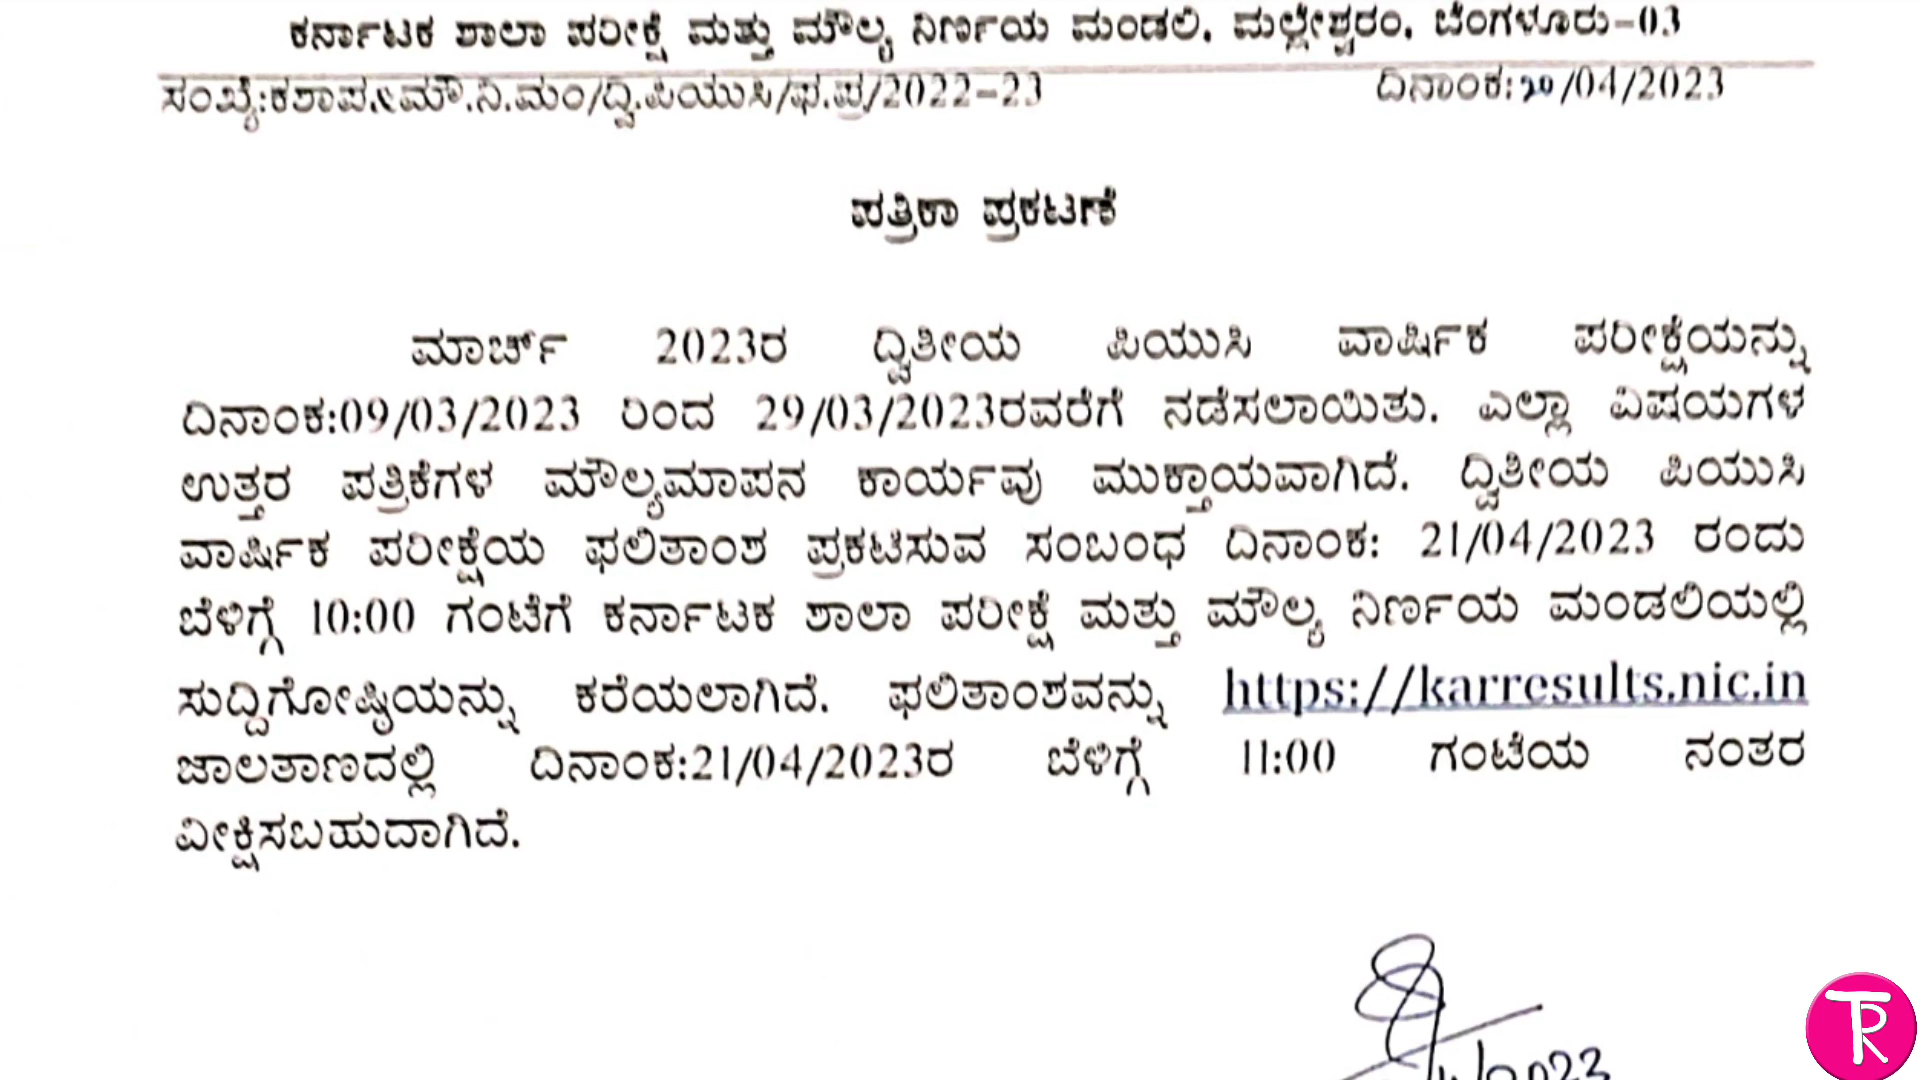 ಕರ್ನಾಟಕ ಶಾಲಾ ಪರೀಕ್ಷೆ ಮತ್ತು ಮೌಲ್ಯ ನಿರ್ಣಯ ಮಂಡಲಿ, ಮಲ್ಲೇಶ್ವರಂ, ಬೆಂಗಳೂರು-03
ಸಂಖ್ಯೆ:ಕಶಾಪ.ಮೌ.ನಿ.ಮಂ/ದ್ವಿ.ಪಿಯುಸಿ/ಫ.ಪ್ರ/2022-23 ದಿನಾಂಕ:20/04/2023
ಪತ್ರಿಕಾ ಪ್ರಕಟಣೆ
ಮಾರ್ಚ್ 2023ರ ದ್ವಿತೀಯ ಪಿಯುಸಿ ವಾರ್ಷಿಕ ಪರೀಕ್ಷೆಯನ್ನು
ದಿನಾಂಕ:09/03/2023 ರಿಂದ 29/03/2023ರವರೆಗೆ ನಡೆಸಲಾಯಿತು. ಎಲ್ಲಾ ವಿಷಯಗಳ
ಉತ್ತರ ಪತ್ರಿಕೆಗಳ ಮೌಲ್ಯಮಾಪನ ಕಾರ್ಯವು ಮುಕ್ತಾಯವಾಗಿದೆ. ದ್ವಿತೀಯ ಪಿಯುಸಿ
ವಾರ್ಷಿಕ ಪರೀಕ್ಷೆಯ ಫಲಿತಾಂಶ ಪ್ರಕಟಿಸುವ ಸಂಬಂಧ ದಿನಾಂಕ: 21/04/2023 ರಂದು
ಬೆಳಿಗ್ಗೆ 10:00 ಗಂಟೆಗೆ ಕರ್ನಾಟಕ ಶಾಲಾ ಪರೀಕ್ಷೆ ಮತ್ತು ಮೌಲ್ಯ ನಿರ್ಣಯ ಮಂಡಲಿಯಲ್ಲಿ
ಸುದ್ದಿಗೋಷ್ಠಿಯನ್ನು ಕರೆಯಲಾಗಿದೆ. ಫಲಿತಾಂಶವನ್ನು https://karresults.nic.in
ಜಾಲತಾಣದಲ್ಲಿ ದಿನಾಂಕ:21/04/2023ರ ಬೆಳಿಗ್ಗೆ 11:00 ಗಂಟೆಯ ನಂತರ
ವೀಕ್ಷಿಸಬಹುದಾಗಿದೆ.